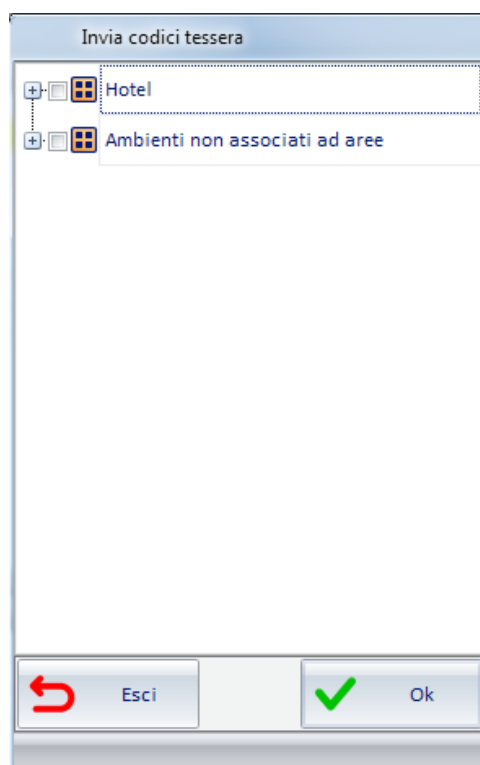 Invia codici tessera
Hotel
Ambienti non associati ad aree
Esci
Ok